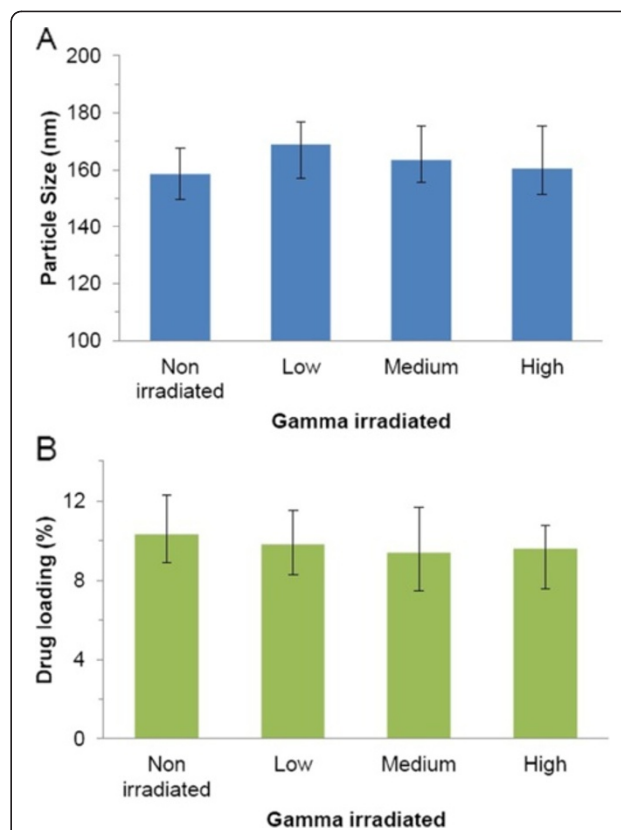 A
Particle Size (nm)
200
180
160
140
120
100
Non
irradiated
Low
Medium
High
Gamma irradiated
B
Drug loading (%)
12
8
4
0
Non
irradiated
Low
Medium
High
Gamma irradiated